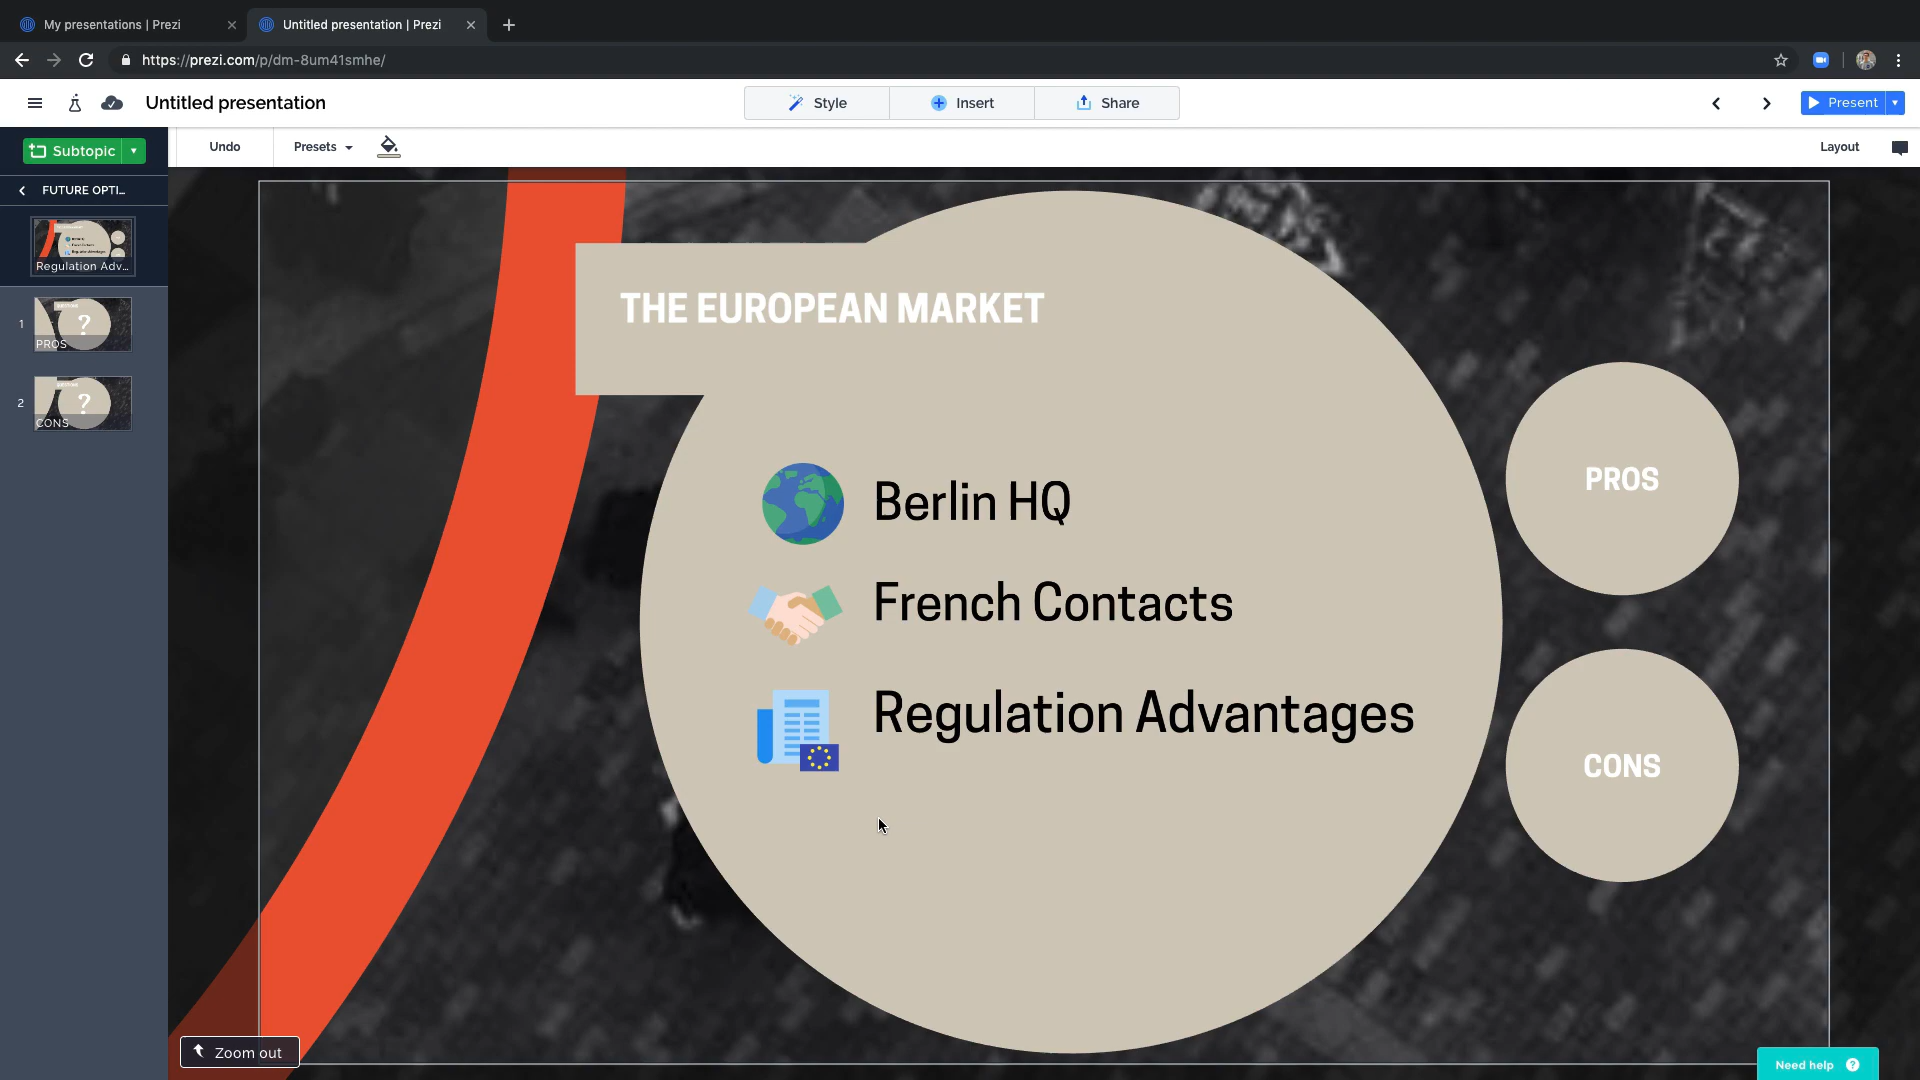 My presentations | Prezi
Untitled presentation | Prezi
https://prezi.com/p/dm-8um41smhe/
Untitled presentation
Style
Insert
Share
Present
Subtopic
Undo
Presets
Layout
FUTURE OPTI...
Regulation Adv...
1
PROS
2
CONS
THE EUROPEAN MARKET
Berlin HQ
French Contacts
Regulation Advantages
PROS
CONS
Zoom out
Need help ?